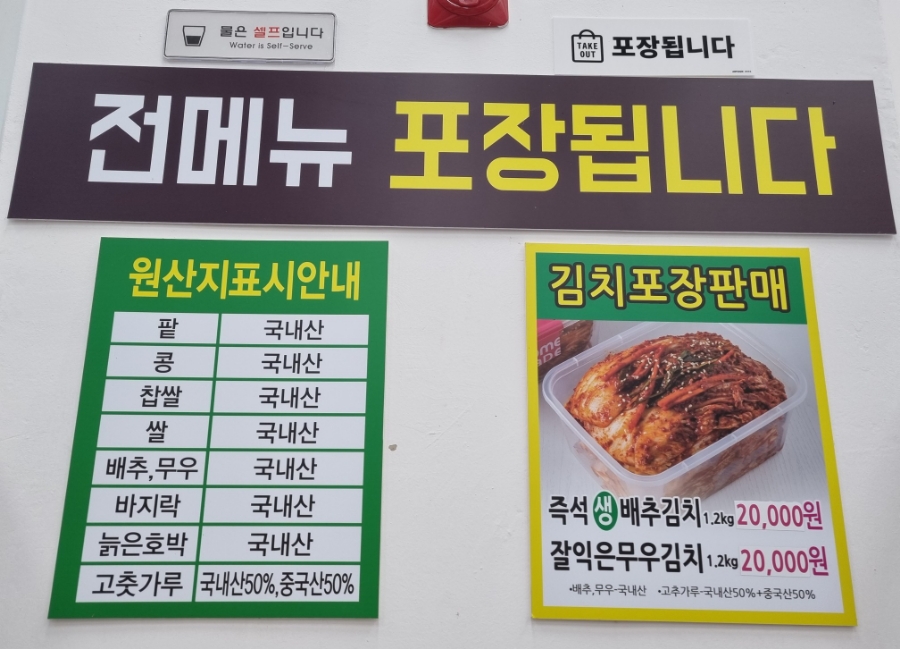 물은 셀프입니다
Water is Self-Serve
TAKE OUT
포장됩니다
전메뉴 포장됩니다
원산지표시안내
팥 국내산
콩 국내산
찹쌀 국내산
쌀 국내산
배추,무우 국내산
바지락 국내산
늙은호박 국내산
고춧가루 국내산50%,중국산50%
김치포장판매
즉석 생 배추김치 1.2kg 20,000원
잘익은무우김치 1.2kg 20,000원
•배추,무우-국내산 •고추가루-국내산50%+중국산50%